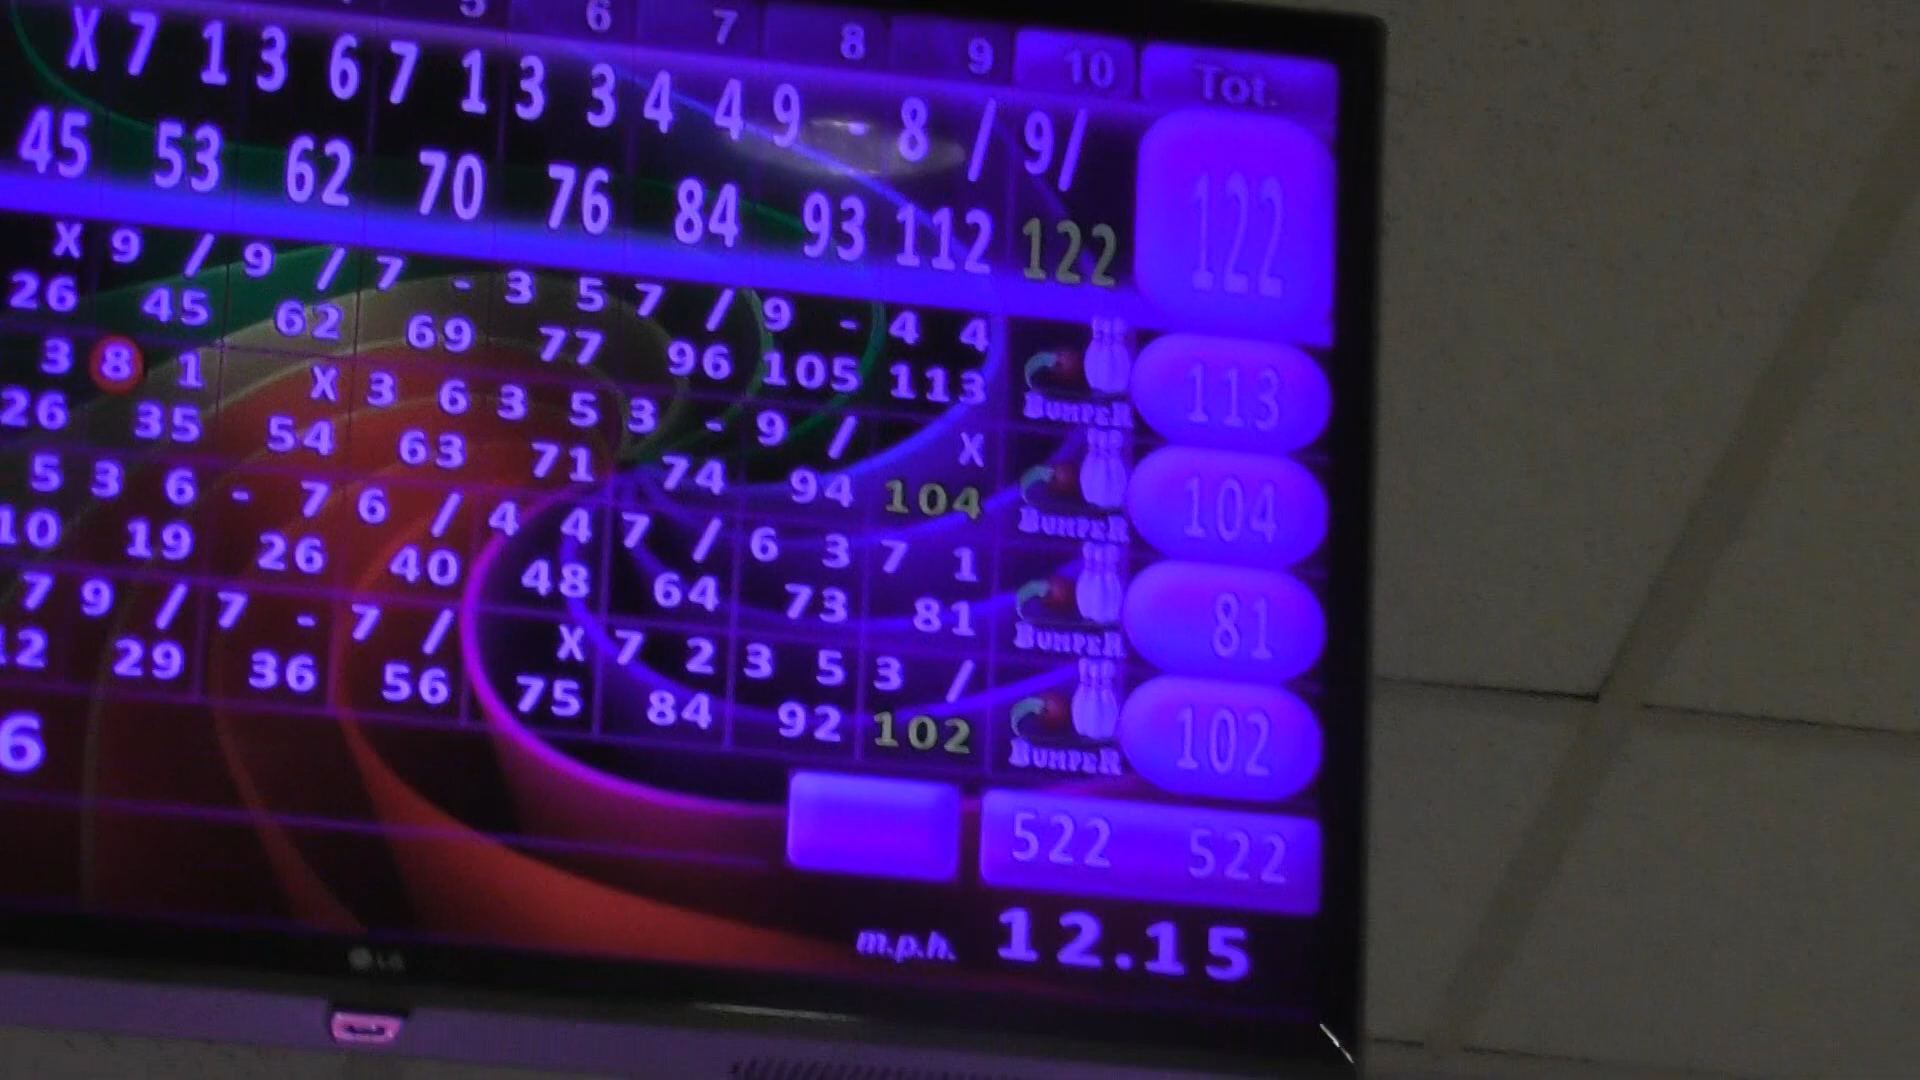 5 6 7 8 9 10 Tot.
X 7 1 3 6 7 1 3 3 4 4 9 8 / 9 /
45 53 62 70 76 84 93 112 122 122
X 9 / 9 / 7 - 3 5 7 / 9 - 4 4
26 45 62 69 77 96 105 113 BUMPER 113
3 8 1 X 3 6 3 5 3 - 9 / X
26 35 54 63 71 74 94 104 BUMPER 104
5 3 6 - 7 6 / 4 4 7 / 6 3 7 1
10 19 26 40 48 64 73 81 BUMPER 81
7 9 / 7 - 7 / X 7 2 3 5 3 /
12 29 36 56 75 84 92 102 BUMPER 102
6
522 522
m.p.h. 12.15
LG